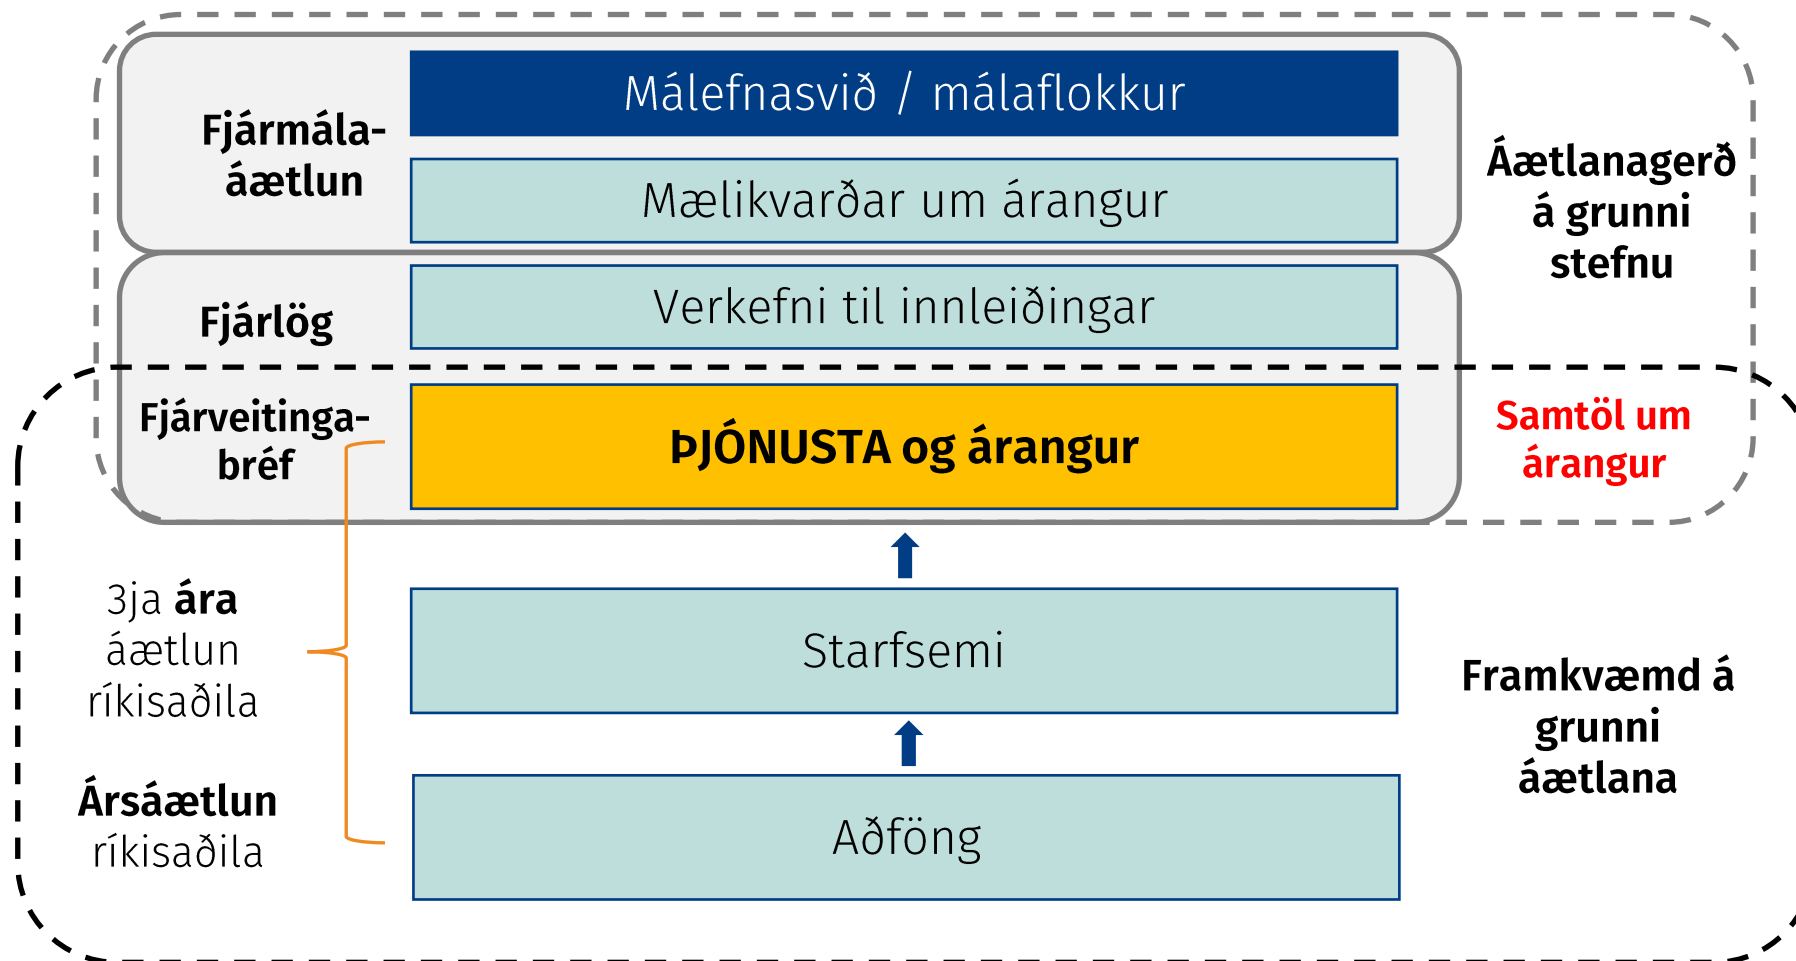 Málefnasvið / málaflokkur
Fjármála-
áætlun
Mælikvarðar um árangur
Áætlanagerð
á grunni
stefnu
Fjárlög
Verkefni til innleiðingar
Fjárveitinga-
bréf
ÞJÓNUSTA og árangur
Samtöl um
árangur
3ja ára
áætlun
ríkisaðila
Starfsemi
Framkvæmd á
grunni
áætlana
Ársáætlun
ríkisaðila
Aðföng